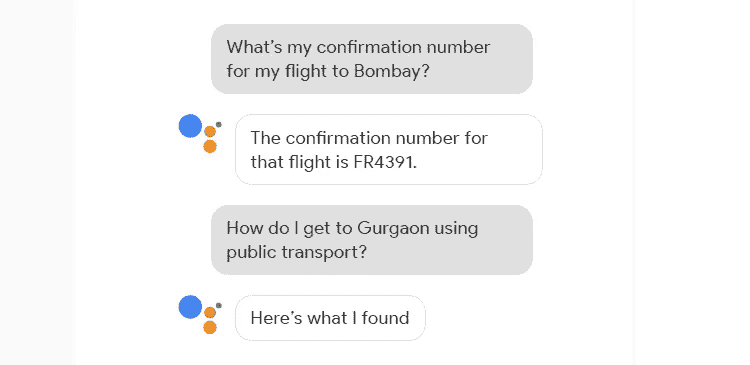 What's my confirmation number
for my flight to Bombay?
The confirmation number for
that flight is FR4391.
How do I get to Gurgaon using
public transport?
Here's what I found